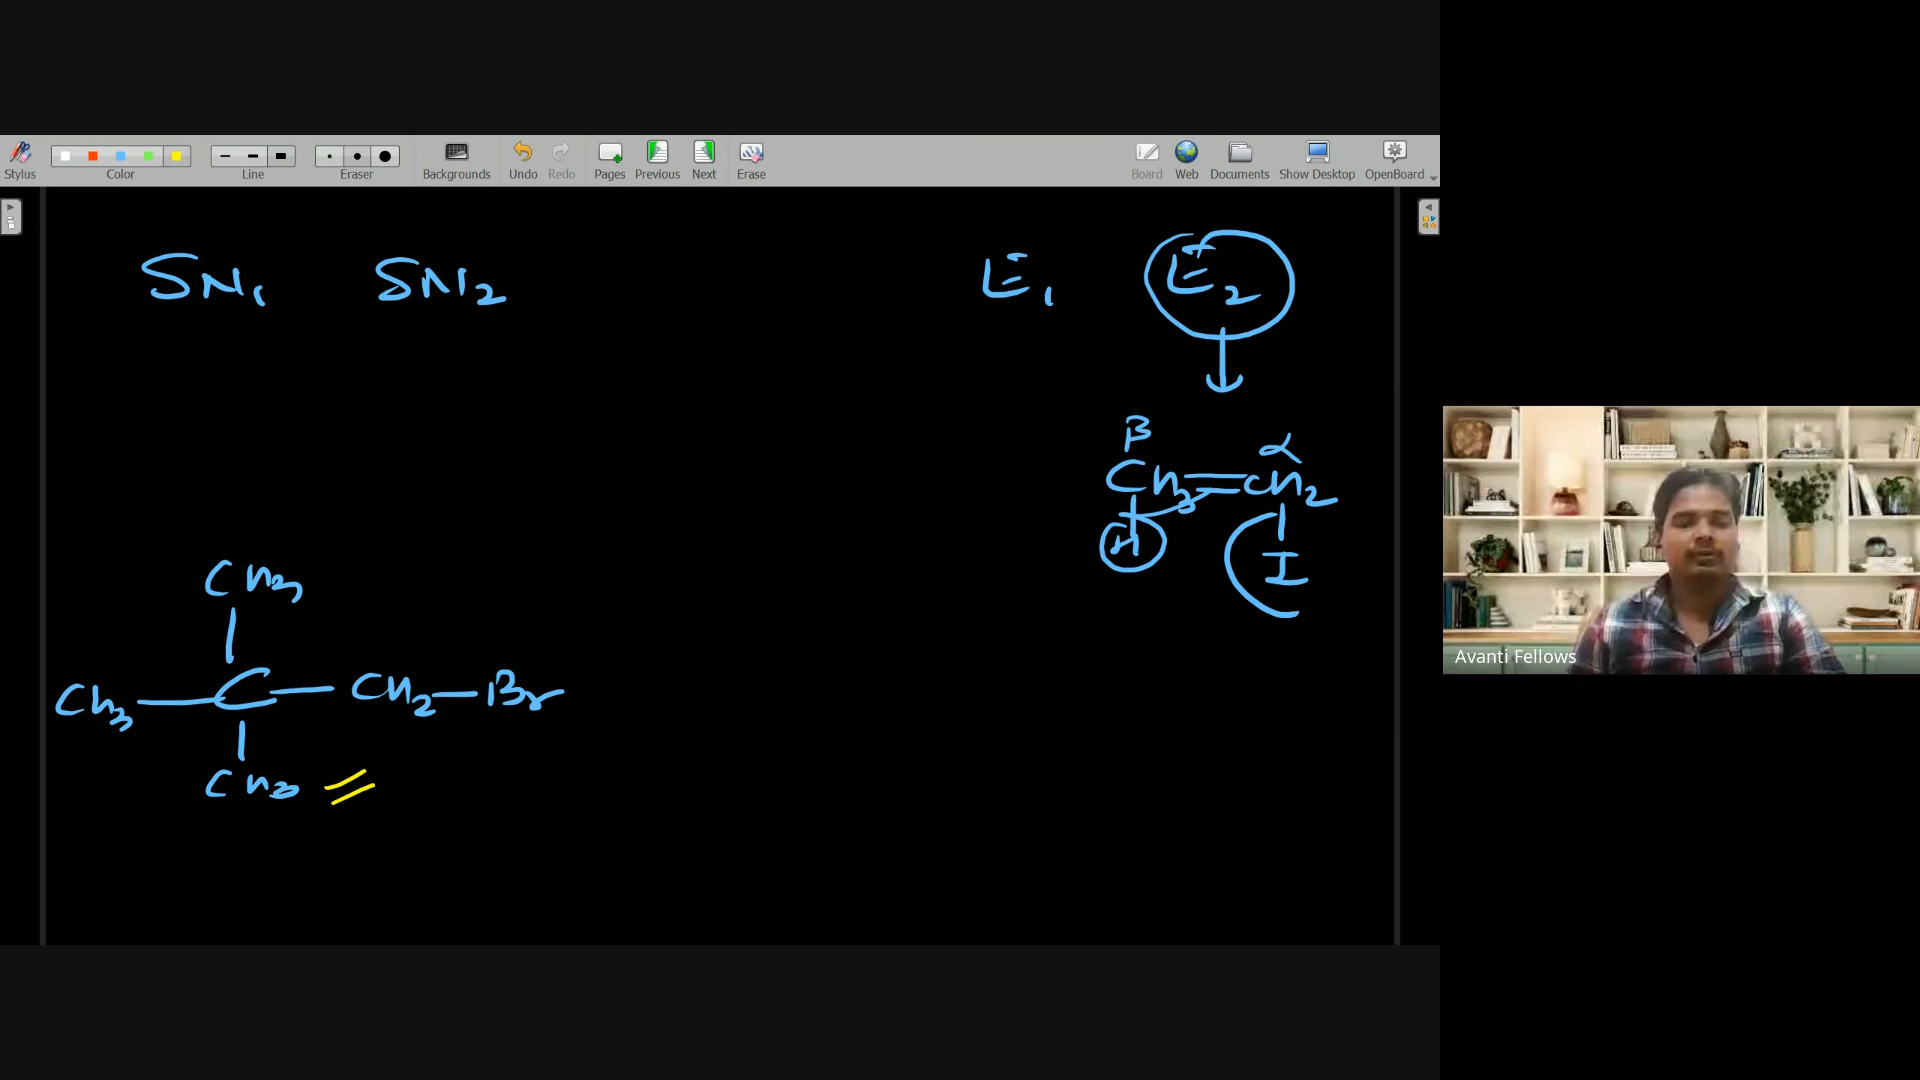 Stylus Color Line Eraser Backgrounds Undo Redo Pages Previous Next Erase Board Web Documents Show Desktop OpenBoard
SN1 SN2 E1 E2
β α
CH3 = CH2
H I
CH3
CH3 — C — CH2 — Br
CH3
Avanti Fellows